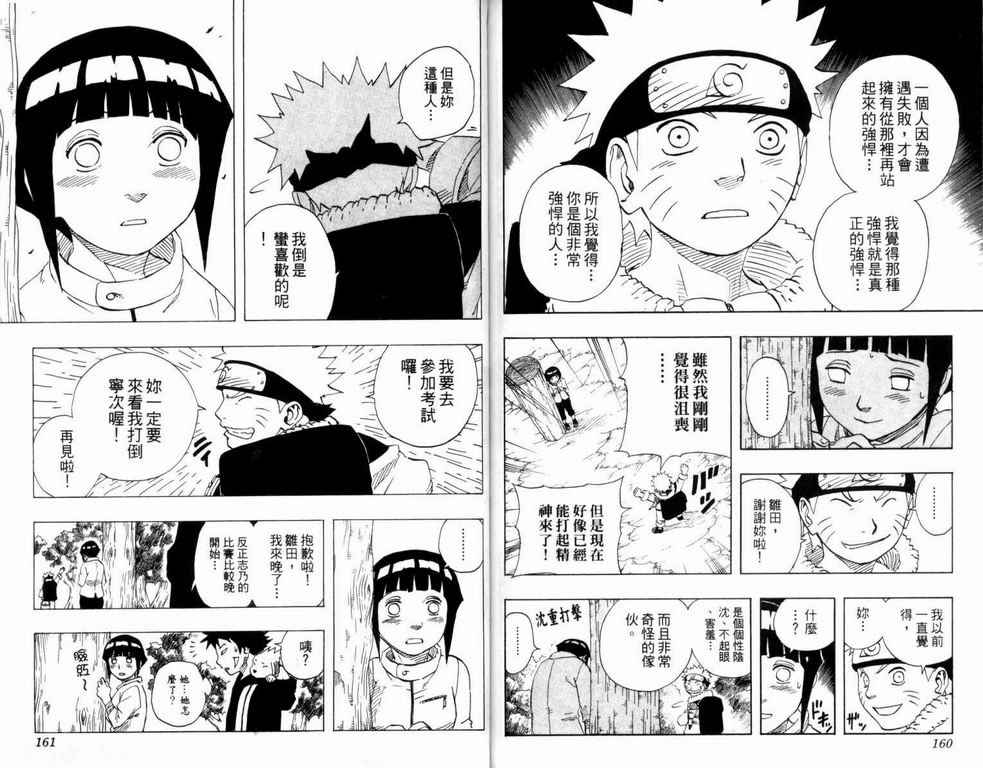 一個人因為遭
遇失敗，才會
擁有從那裡再站
起來的強悍…
我覺得那種
強悍就是真
正的強悍…
所以我覺得…
你是個非常
強悍的人…
………
雖然我剛剛
覺得很沮喪
……
但是現在
好像已經
能打起精
神來了！
……
雛田，
謝謝妳啦！
我以前
一直覺
得，
妳…
什麼
…？
是個個性陰
沈、不起眼
、害羞…
而且非常
奇怪的傢
伙。
沈重打擊
……
160
但是妳
這種人…
我倒是
蠻喜歡的呢
！
我要去
參加考試
囉！
妳一定要
來看我打倒
寧次喔！
再見啦！
抱歉啦！
雛田，
我來晚了…
反正志乃的
比賽比較晚
開始…
咦？
她…她怎
麼了？
161